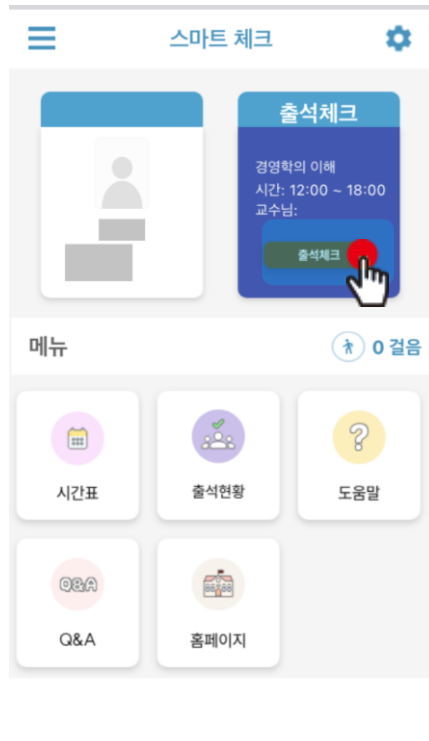 스마트 체크
출석체크
경영학의 이해
시간: 12:00 ~ 18:00
교수님:
출석체크
메뉴
0 걸음
시간표
출석현황
도움말
Q&A
Q&A
홈페이지